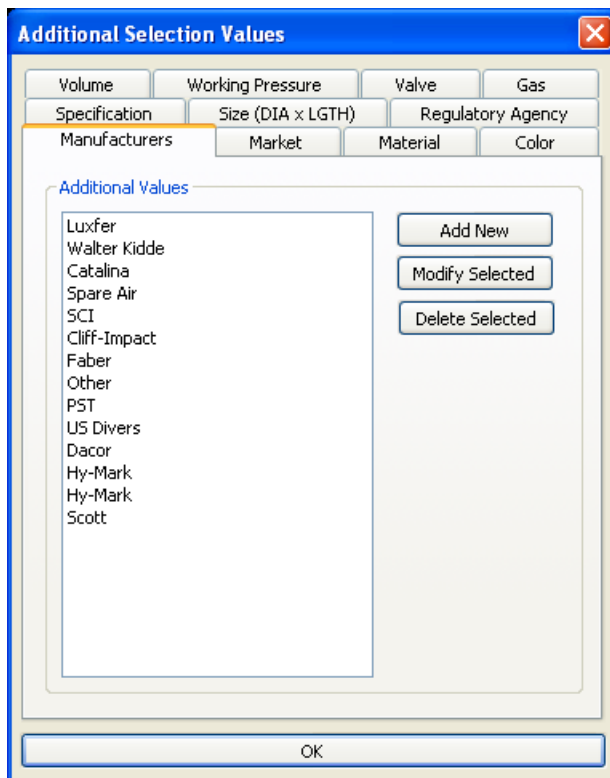 Additional Selection Values
Volume Working Pressure Valve Gas
Specification Size (DIA x LGTH) Regulatory Agency
Manufacturers Market Material Color
Additional Values
Luxfer
Walter Kidde
Catalina
Spare Air
SCI
Cliff-Impact
Faber
Other
PST
US Divers
Dacor
Hy-Mark
Hy-Mark
Scott
Add New
Modify Selected
Delete Selected
OK